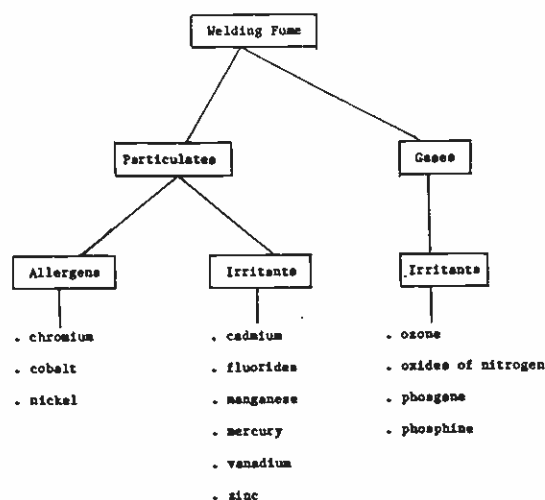 Welding Fume
Particulates
Gases
Allergens
Irritants
Irritants
. chromium
. cobalt
. nickel
. cadmium
. fluorides
. manganese
. mercury
. vanadium
. zinc
. ozone
. oxides of nitrogen
. phosgene
. phosphine